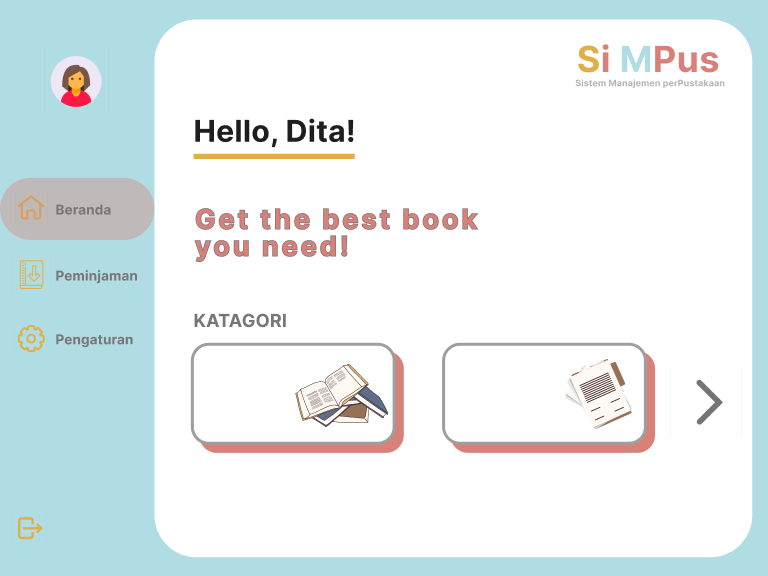 Si MPus
Sistem Manajemen perPustakaan
Hello, Dita!
Beranda
Peminjaman
Pengaturan
Get the best book
you need!
KATAGORI